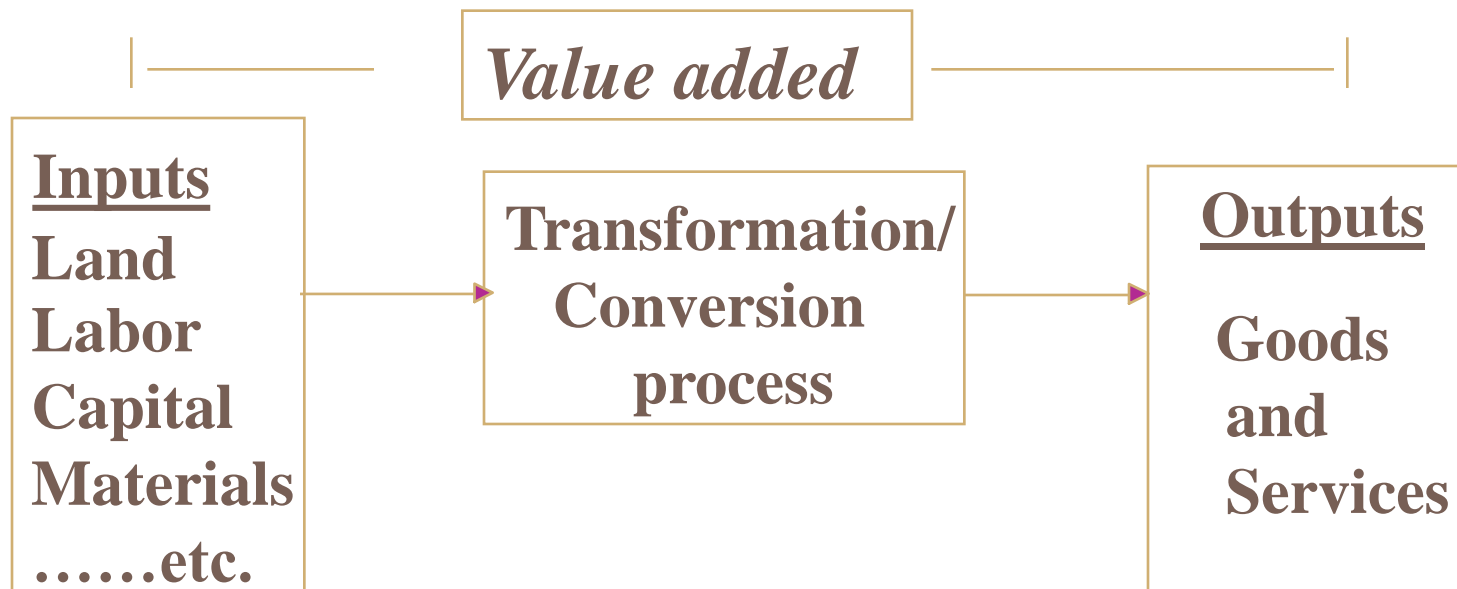 Value added
Inputs
Land
Labor
Capital
Materials
……etc.
Transformation/
Conversion
process
Outputs
Goods
and
Services